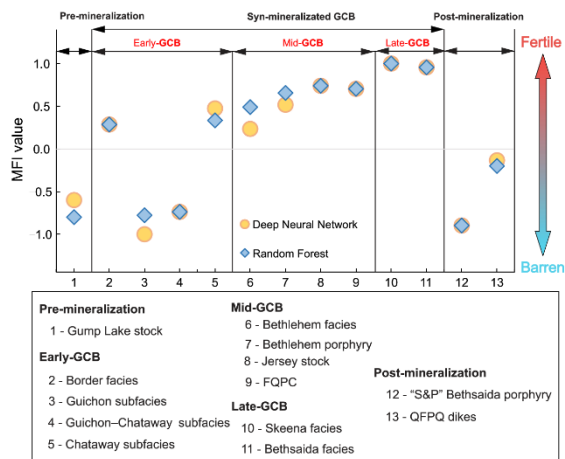 Pre-mineralization
Syn-mineralizated GCB
Post-mineralization
Early-GCB
Mid-GCB
Late-GCB
Fertile
MFI value
1.0
0.5
0.0
0.5
−1.0
Deep Neural Network
Random Forest
Barren
1 2 3 4 5 6 7 8 9 10 11 12 13
Pre-mineralization
1 - Gump Lake stock
Early-GCB
2 - Border facies
3 - Guichon subfacies
4 - Guichon–Chataway subfacies
5 - Chataway subfacies
Mid-GCB
6 - Bethlehem facies
7 - Bethlehem porphyry
8 - Jersey stock
9 - FQPC
Late-GCB
10 - Skeena facies
11 - Bethsaida facies
Post-mineralization
12 - “S&P” Bethsaida porphyry
13 - QFPQ dikes